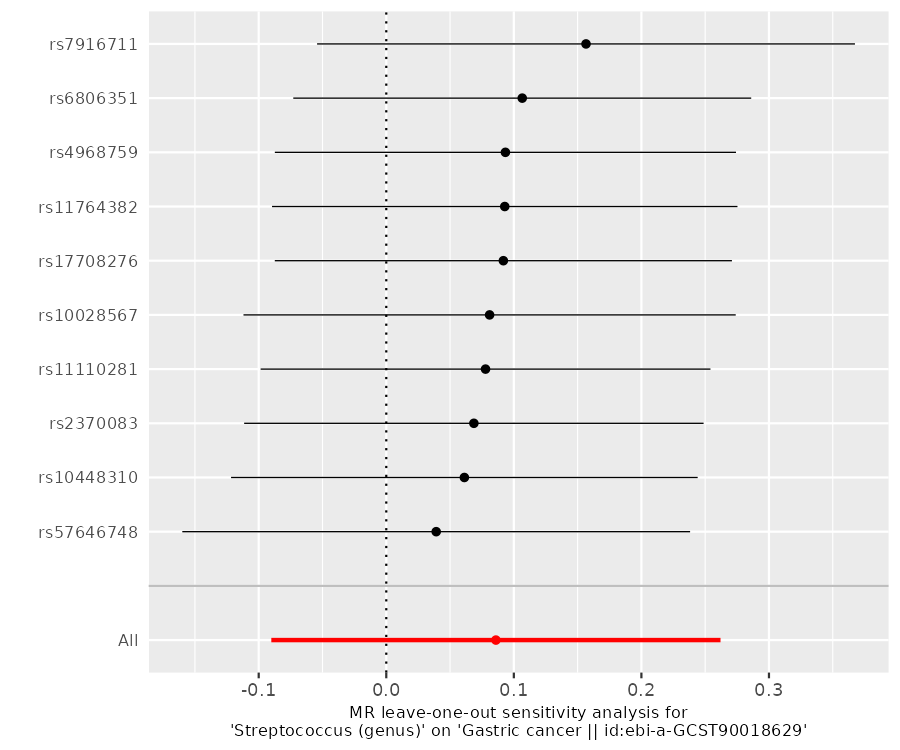 rs7916711
rs6806351
rs4968759
rs11764382
rs17708276
rs10028567
rs11110281
rs2370083
rs10448310
rs57646748
All
-0.1 0.0 0.1 0.2 0.3
MR leave-one-out sensitivity analysis for
'Streptococcus (genus)' on 'Gastric cancer || id:ebi-a-GCST90018629'